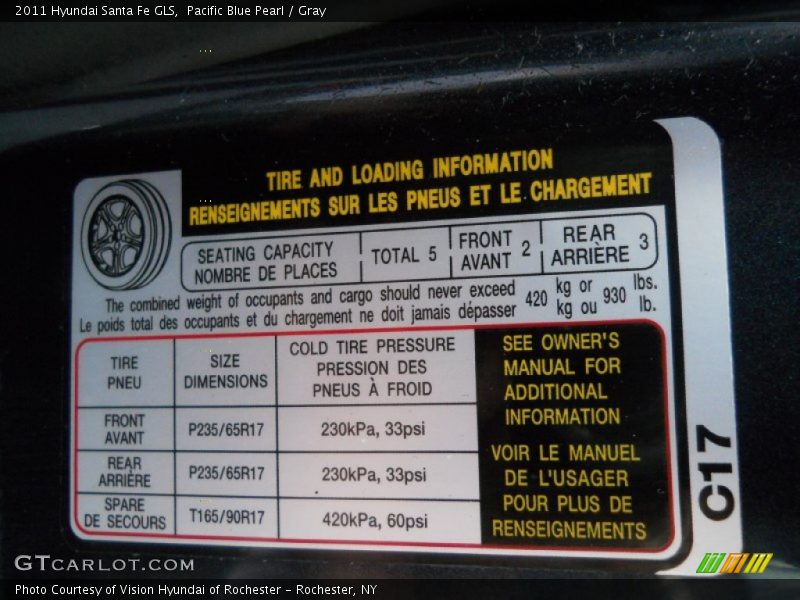 2011 Hyundai Santa Fe GLS, Pacific Blue Pearl / Gray
TIRE AND LOADING INFORMATION
RENSEIGNEMENTS SUR LES PNEUS ET LE CHARGEMENT
SEATING CAPACITY
NOMBRE DE PLACES
TOTAL 5
FRONT
AVANT 2
REAR
ARRIÈRE 3
The combined weight of occupants and cargo should never exceed
Le poids total des occupants et du chargement ne doit jamais dépasser
420 kg or 930 lbs.
kg ou lb.
TIRE
PNEU
SIZE
DIMENSIONS
COLD TIRE PRESSURE
PRESSION DES
PNEUS À FROID
FRONT
AVANT
P235/65R17
230kPa, 33psi
REAR
ARRIÈRE
P235/65R17
230kPa, 33psi
SPARE
DE SECOURS
T165/90R17
420kPa, 60psi
SEE OWNER'S
MANUAL FOR
ADDITIONAL
INFORMATION
VOIR LE MANUEL
DE L'USAGER
POUR PLUS DE
RENSEIGNEMENTS
C17
GTCARLOT.COM
Photo Courtesy of Vision Hyundai of Rochester - Rochester, NY